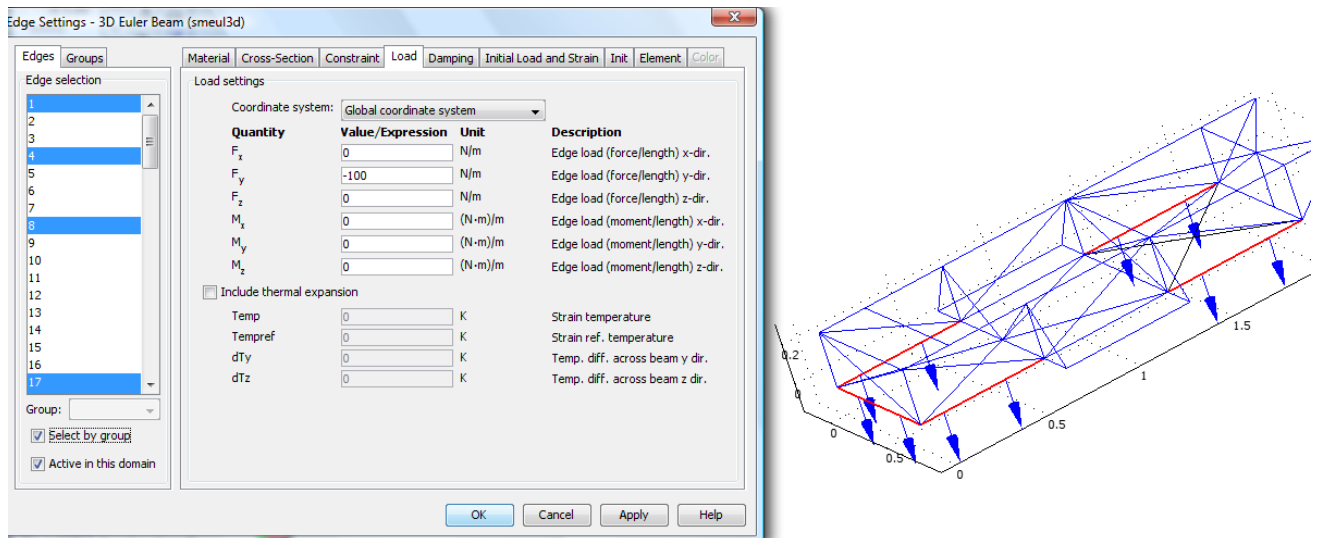 Edge Settings - 3D Euler Beam (smeul3d)
Edges Groups
Edge selection
1
2
3
4
5
6
7
8
9
10
11
12
13
14
15
16
17
Group:
Select by group
Active in this domain
Material Cross-Section Constraint Load Damping Initial Load and Strain Init Element Color
Load settings
Coordinate system: Global coordinate system
Quantity Value/Expression Unit Description
Fx 0 N/m Edge load (force/length) x-dir.
Fy -100 N/m Edge load (force/length) y-dir.
Fz 0 N/m Edge load (force/length) z-dir.
Mx 0 (N·m)/m Edge load (moment/length) x-dir.
My 0 (N·m)/m Edge load (moment/length) y-dir.
Mz 0 (N·m)/m Edge load (moment/length) z-dir.
Include thermal expansion
Temp 0 K Strain temperature
Tempref 0 K Strain ref. temperature
dTy 0 K Temp. diff. across beam y dir.
dTz 0 K Temp. diff. across beam z dir.
OK Cancel Apply Help
0.2
0
0
0.5
0
0.5
1
1.5